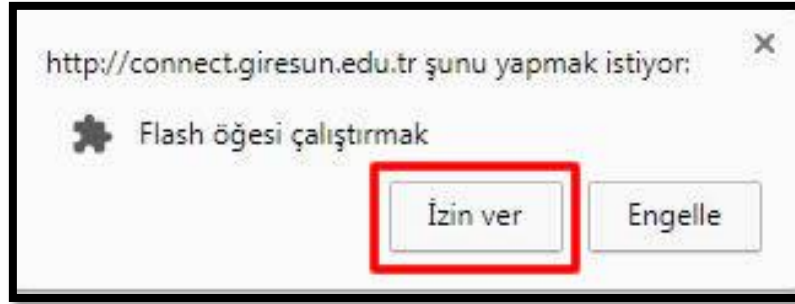 http://connect.giresun.edu.tr şunu yapmak istiyor:
Flash öğesi çalıştırmak
İzin ver Engelle